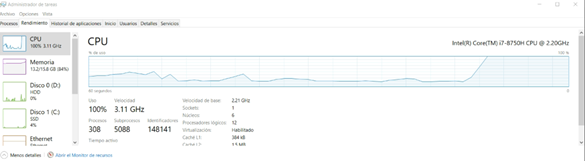 Administrador de tareas
Archivo Opciones Vista
Procesos Rendimiento Historial de aplicaciones Inicio Usuarios Detalles Servicios
CPU
100% 3.11 GHz
Memoria
13,2/15,8 GB (84%)
Disco 0 (D:)
HDD
0%
Disco 1 (C:)
SSD
4%
Ethernet
Ethernet
CPU
Intel(R) Core(TM) i7-8750H CPU @ 2.20GHz
% de uso
100 %
60 segundos
Uso
100%
Velocidad
3.11 GHz
Procesos
308
Subprocesos
5088
Identificadores
148141
Tiempo activo
Velocidad de base: 2,21 GHz
Sockets: 1
Núcleos: 6
Procesadores lógicos: 12
Virtualización: Habilitado
Caché L1: 384 kB
Caché L2: 1,5 MB
Menos detalles
Abrir el Monitor de recursos